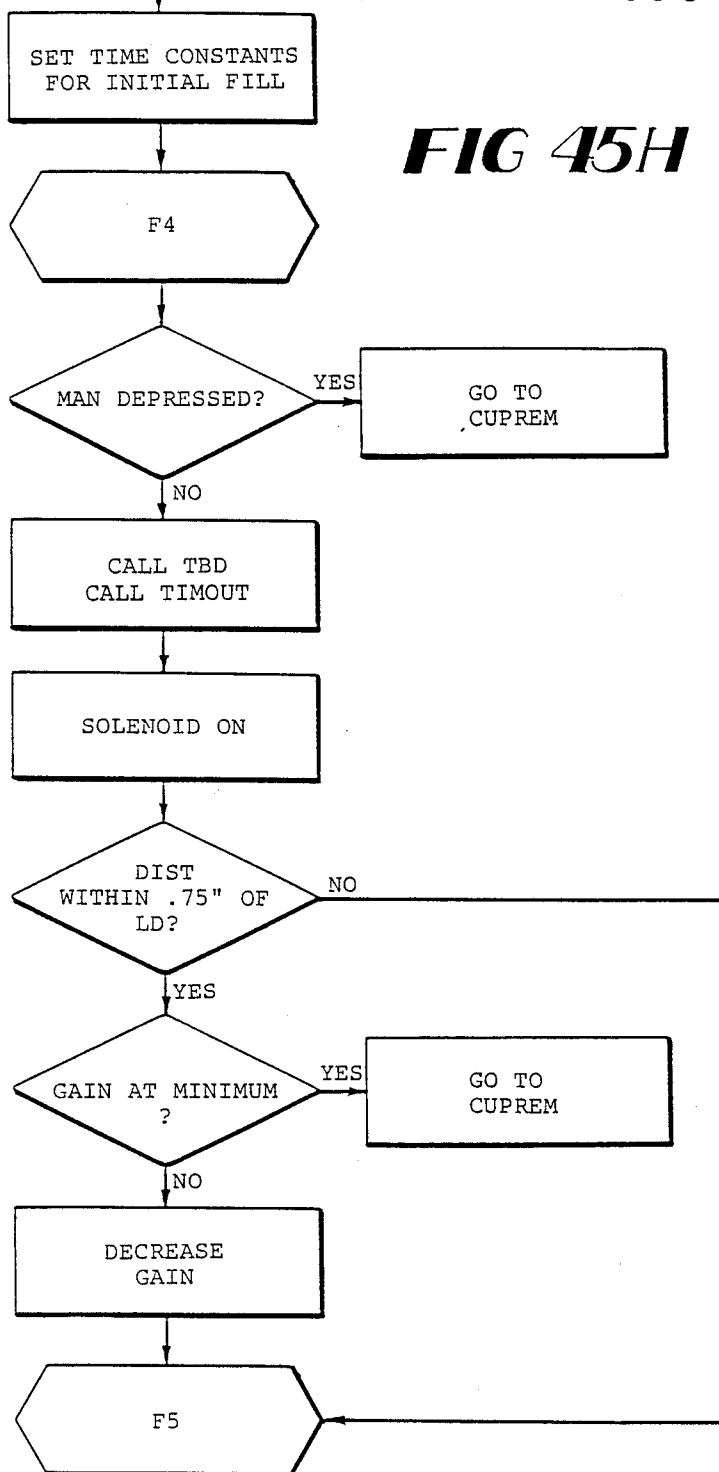 SET TIME CONSTANTS
FOR INITIAL FILL
FIG 45H
F4
MAN DEPRESSED?
YES
GO TO
CUPREM
NO
CALL TBD
CALL TIMOUT
SOLENOID ON
DIST
WITHIN .75" OF
LD?
NO
YES
GAIN AT MINIMUM
?
YES
GO TO
CUPREM
NO
DECREASE
GAIN
F5